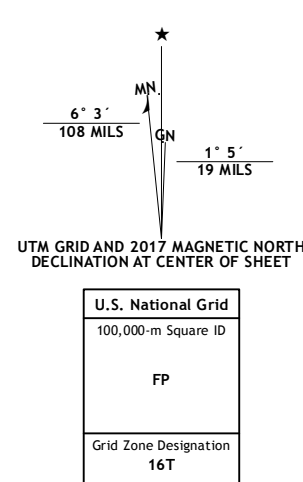 MN
6° 3´
108 MILS
GN
1° 5´
19 MILS
UTM GRID AND 2017 MAGNETIC NORTH
DECLINATION AT CENTER OF SHEET
U.S. National Grid
100,000-m Square ID
FP
Grid Zone Designation
16T